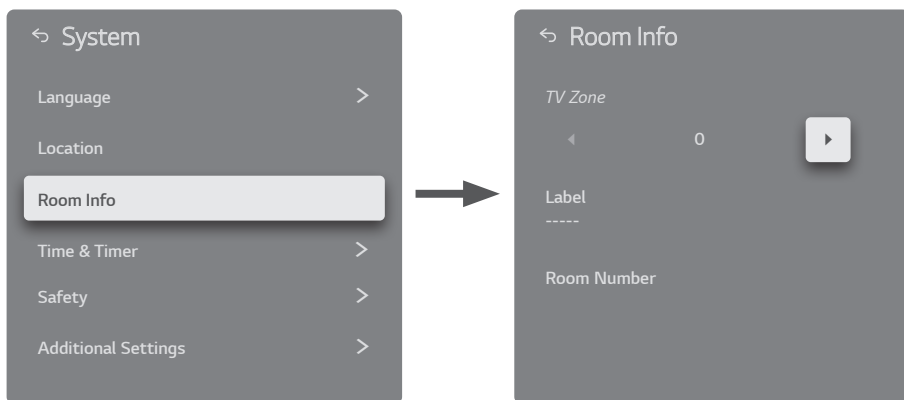 System
Language
Location
Room Info
Time & Timer
Safety
Additional Settings
Room Info
TV Zone
0
Label
-----
Room Number